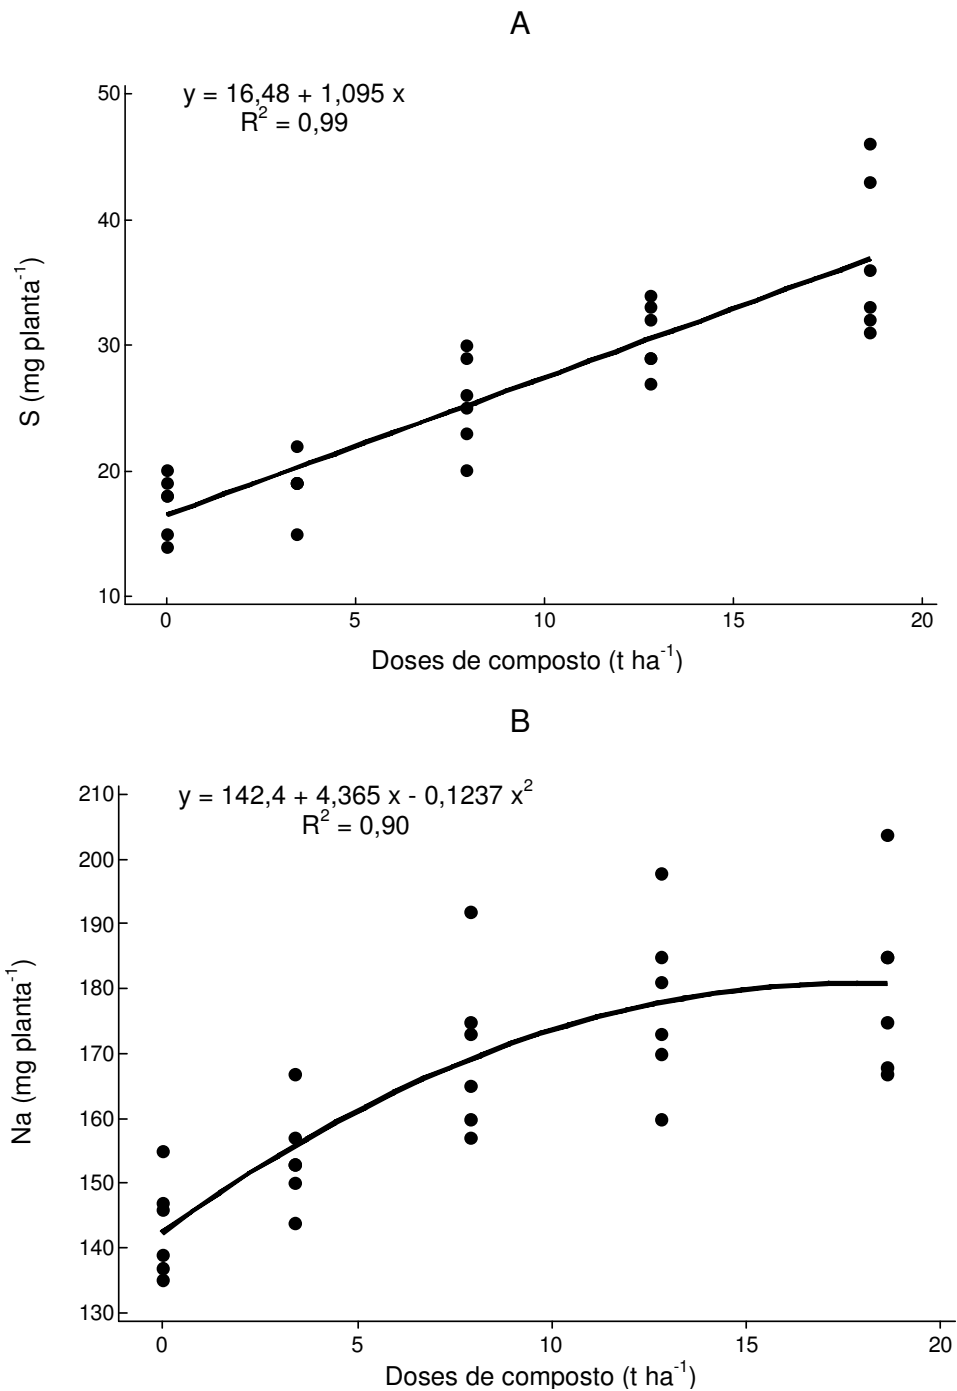 A
y = 16,48 + 1,095 x
R² = 0,99
50
40
30
20
10
S (mg planta⁻¹)
0 5 10 15 20
Doses de composto (t ha⁻¹)
B
y = 142,4 + 4,365 x - 0,1237 x²
R² = 0,90
210
200
190
180
170
160
150
140
130
Na (mg planta⁻¹)
0 5 10 15 20
Doses de composto (t ha⁻¹)